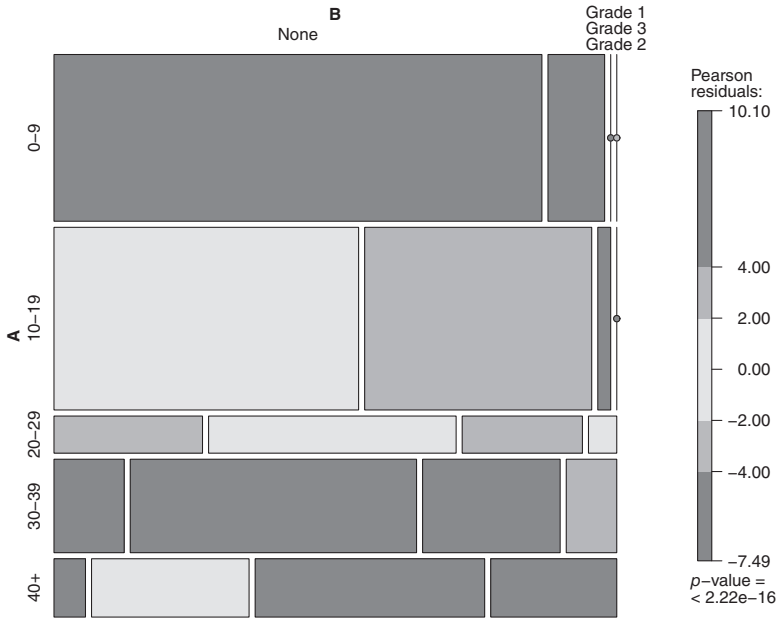 B
None
Grade 1
Grade 3
Grade 2
A
0−9
10−19
20−29
30−39
40+
Pearson
residuals:
10.10
4.00
2.00
0.00
−2.00
−4.00
−7.49
p−value =
< 2.22e−16